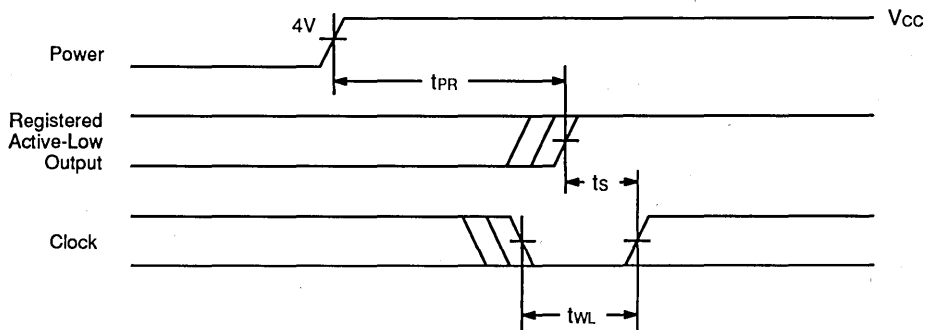 4V
VCC
Power
tPR
Registered
Active-Low
Output
tS
Clock
tWL